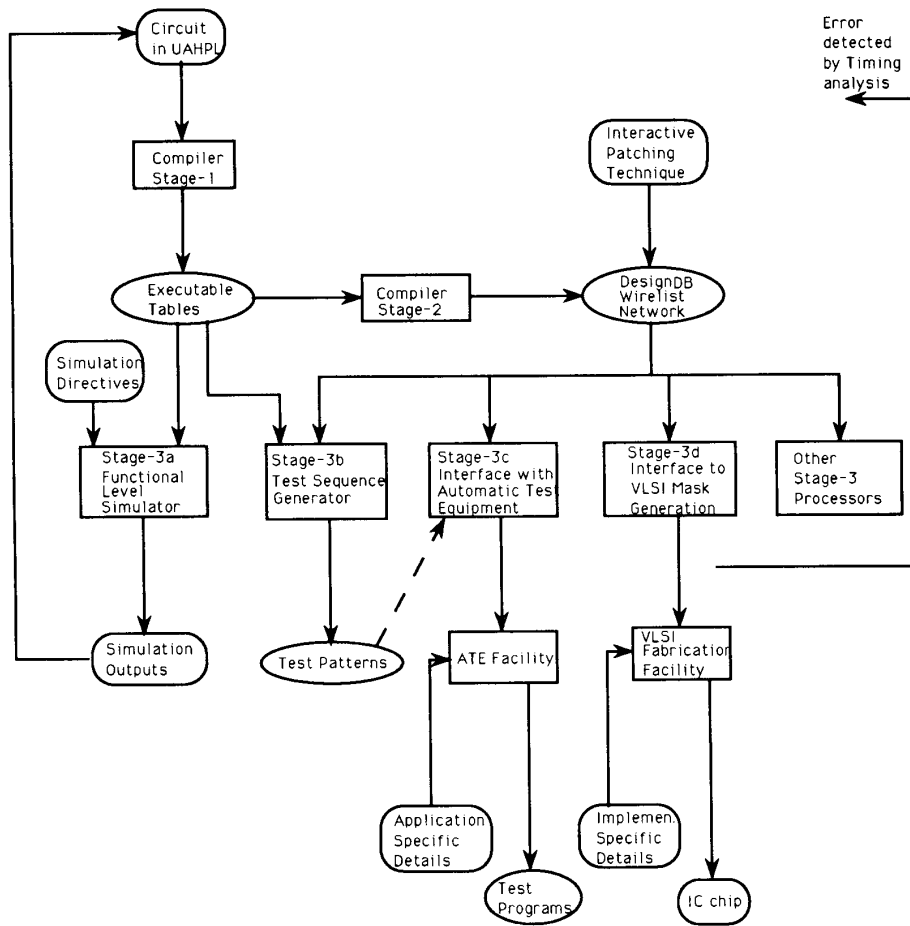 Circuit
in UAHPL
Error
detected
by Timing
analysis
Compiler
Stage-1
Interactive
Patching
Technique
Executable
Tables
Compiler
Stage-2
DesignDB
Wirelist
Network
Simulation
Directives
Stage-3a
Functional
Level
Simulator
Stage-3b
Test Sequence
Generator
Stage-3c
Interface with
Automatic Test
Equipment
Stage-3d
Interface to
VLSI Mask
Generation
Other
Stage-3
Processors
Simulation
Outputs
Test Patterns
ATE Facility
VLSI
Fabrication
Facility
Application
Specific
Details
Implemen.
Specific
Details
Test
Programs
IC chip